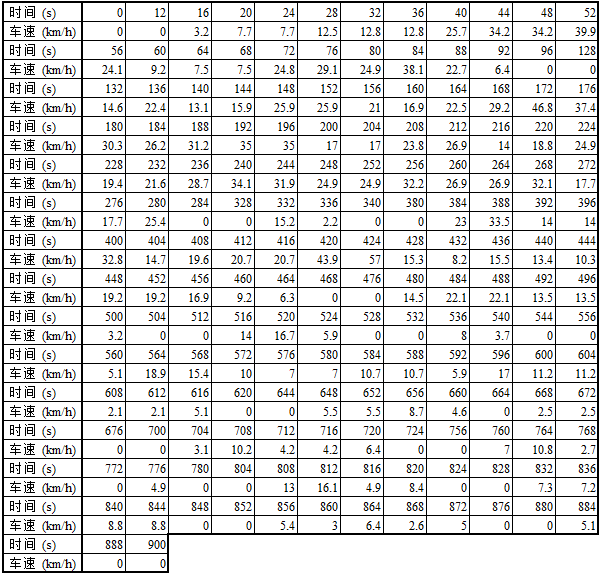 时间 (s) 0 12 16 20 24 28 32 36 40 44 48 52
车速 (km/h) 0 0 3.2 7.7 7.7 12.5 12.8 12.8 25.7 34.2 34.2 39.9
时间 (s) 56 60 64 68 72 76 80 84 88 92 96 128
车速 (km/h) 24.1 9.2 7.5 7.5 24.8 29.1 24.9 38.1 22.7 6.4 0 0
时间 (s) 132 136 140 144 148 152 156 160 164 168 172 176
车速 (km/h) 14.6 22.4 13.1 15.9 25.9 25.9 21 16.9 22.5 29.2 46.8 37.4
时间 (s) 180 184 188 192 196 200 204 208 212 216 220 224
车速 (km/h) 30.3 26.2 31.2 35 35 17 17 23.8 26.9 14 18.8 24.9
时间 (s) 228 232 236 240 244 248 252 256 260 264 268 272
车速 (km/h) 19.4 21.6 28.7 34.1 31.9 24.9 24.9 32.2 26.9 26.9 32.1 17.7
时间 (s) 276 280 284 328 332 336 340 380 384 388 392 396
车速 (km/h) 17.7 25.4 0 0 15.2 2.2 0 0 23 33.5 14 14
时间 (s) 400 404 408 412 416 420 424 428 432 436 440 444
车速 (km/h) 32.8 14.7 19.6 20.7 20.7 43.9 57 15.3 8.2 15.5 13.4 10.3
时间 (s) 448 452 456 460 464 468 476 480 484 488 492 496
车速 (km/h) 19.2 19.2 16.9 9.2 6.3 0 0 14.5 22.1 22.1 13.5 13.5
时间 (s) 500 504 512 516 520 524 528 532 536 540 544 556
车速 (km/h) 3.2 0 0 14 16.7 5.9 0 0 8 3.7 0 0
时间 (s) 560 564 568 572 576 580 584 588 592 596 600 604
车速 (km/h) 5.1 18.9 15.4 10 7 7 10.7 10.7 5.9 17 11.2 11.2
时间 (s) 608 612 616 620 644 648 652 656 660 664 668 672
车速 (km/h) 2.1 2.1 5.1 0 0 5.5 5.5 8.7 4.6 0 2.5 2.5
时间 (s) 676 700 704 708 712 716 720 724 756 760 764 768
车速 (km/h) 0 0 3.1 10.2 4.2 4.2 6.4 0 0 7 10.8 2.7
时间 (s) 772 776 780 804 808 812 816 820 824 828 832 836
车速 (km/h) 0 4.9 0 0 13 16.1 4.9 8.4 0 0 7.3 7.2
时间 (s) 840 844 848 852 856 860 864 868 872 876 880 884
车速 (km/h) 8.8 8.8 0 0 5.4 3 6.4 2.6 5 0 0 5.1
时间 (s) 888 900
车速 (km/h) 0 0